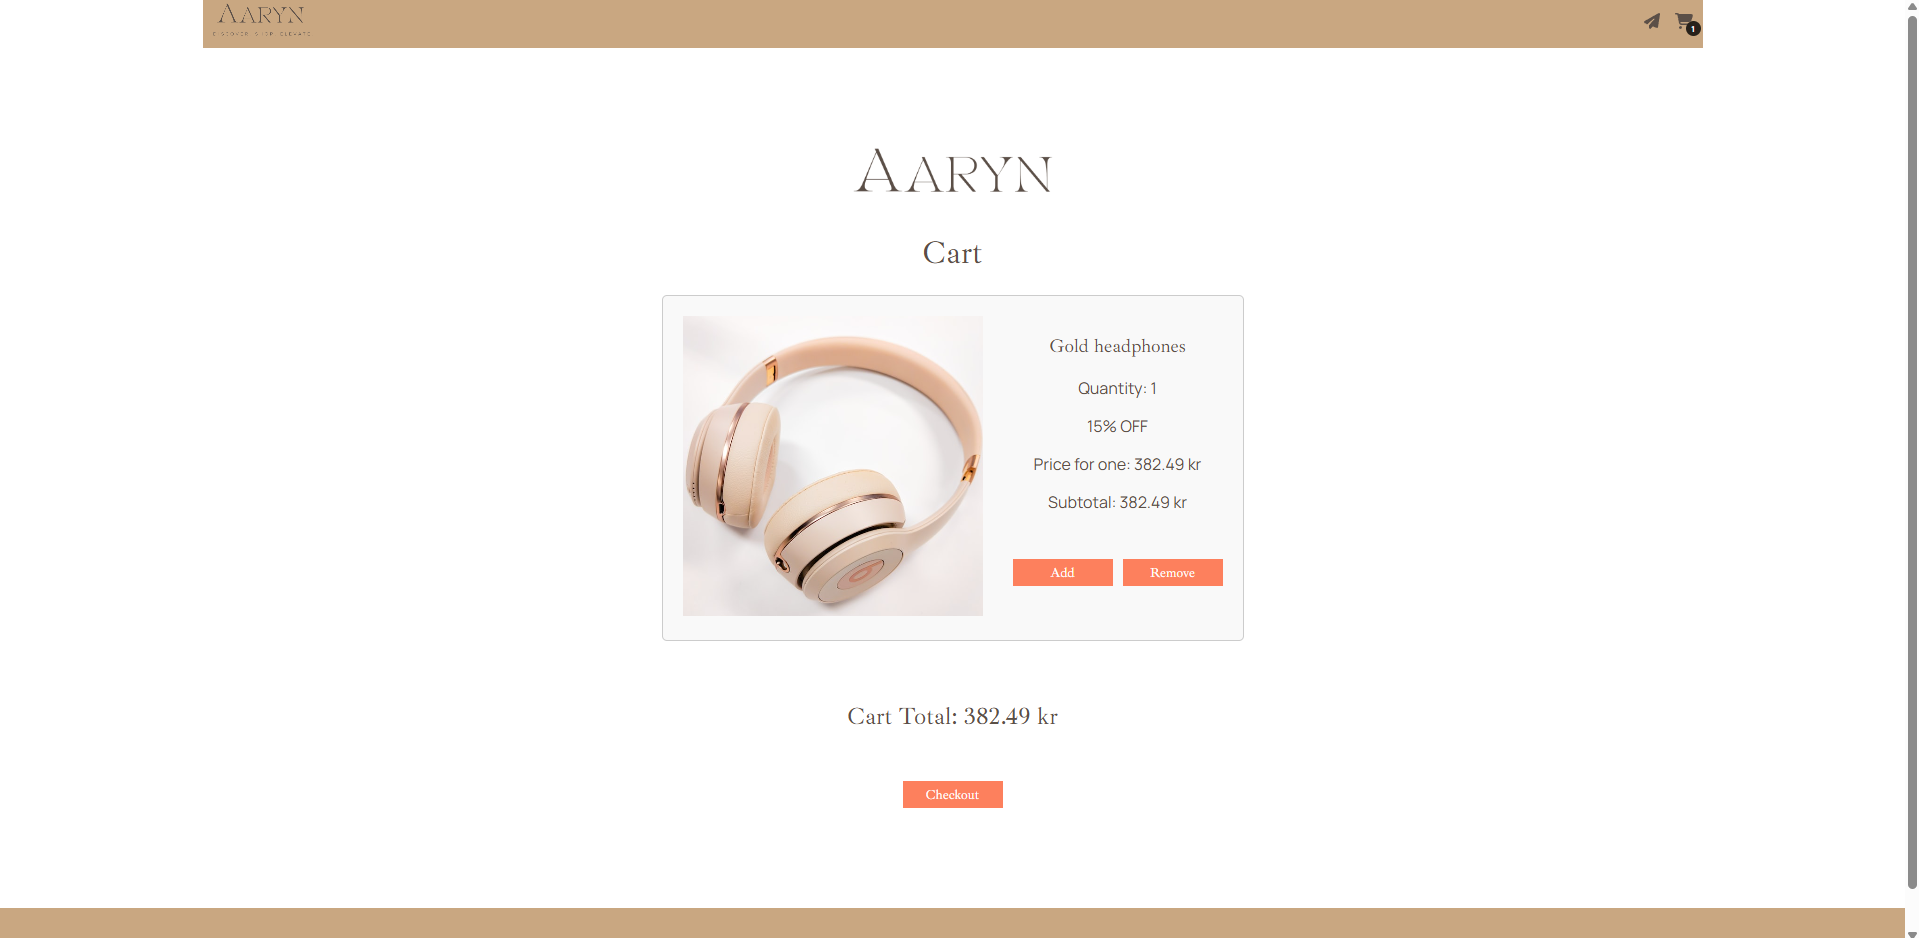 AARYN
DISCOVER SHOP ELEVATE
1
AARYN
Cart
Gold headphones
Quantity: 1
15% OFF
Price for one: 382.49 kr
Subtotal: 382.49 kr
Add
Remove
Cart Total: 382.49 kr
Checkout